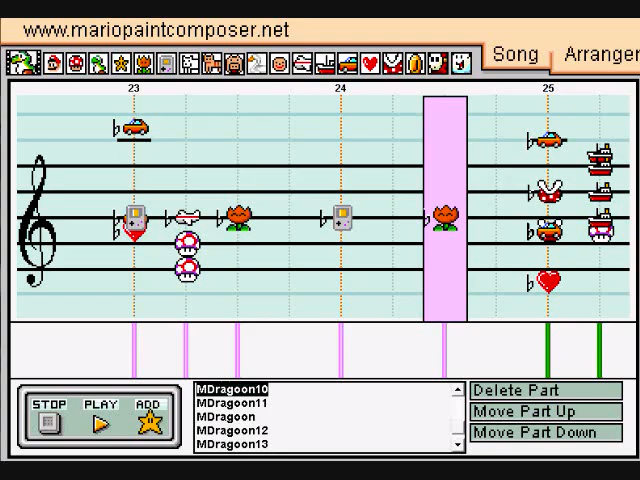 www.mariopaintcomposer.net
Song
Arranger
23
24
25
STOP
PLAY
ADD
MDragoon10
MDragoon11
MDragoon
MDragoon12
MDragoon13
Delete Part
Move Part Up
Move Part Down